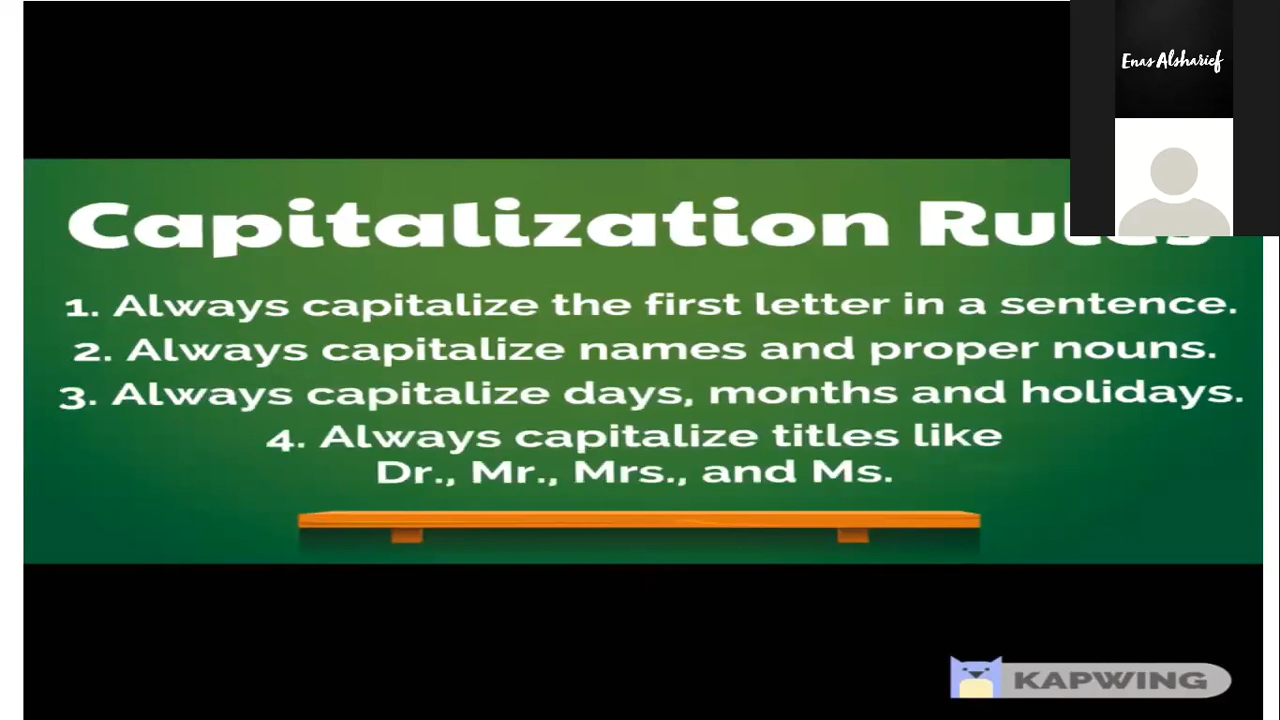 Enas Alsharief
Capitalization Rules
1. Always capitalize the first letter in a sentence.
2. Always capitalize names and proper nouns.
3. Always capitalize days, months and holidays.
4. Always capitalize titles like
Dr., Mr., Mrs., and Ms.
KAPWING